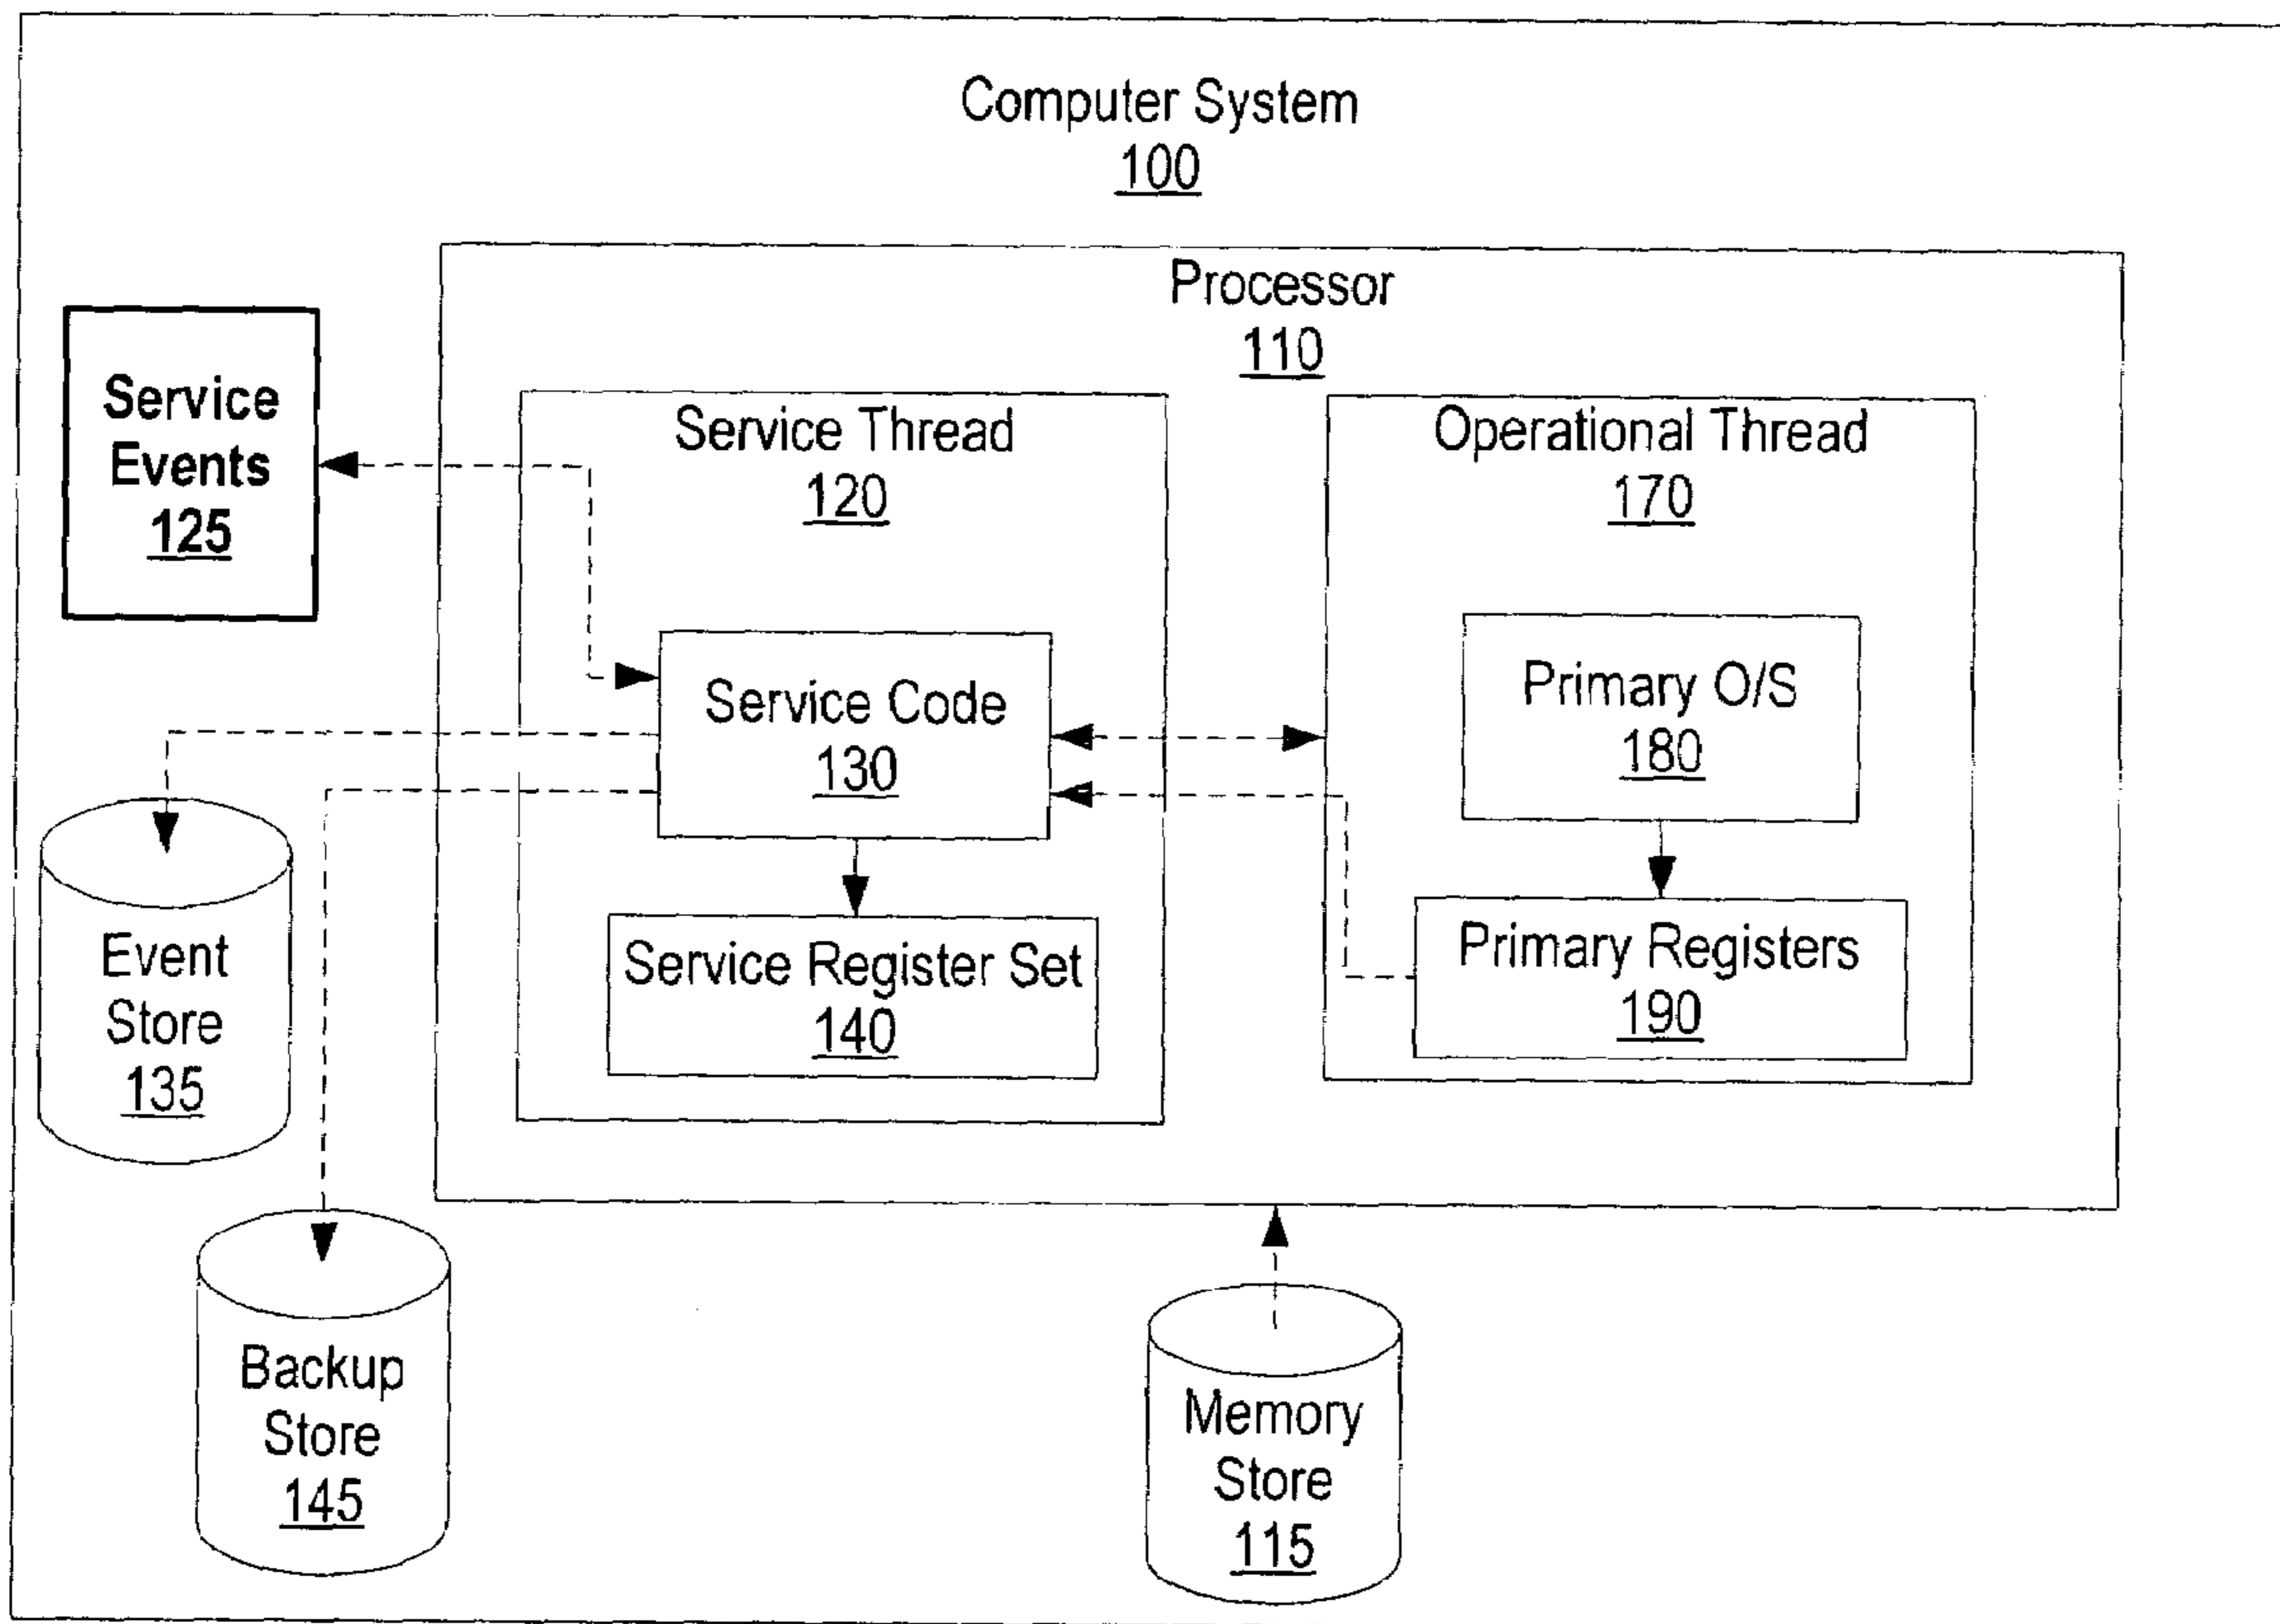 Computer System
100
Processor
110
Service
Events
125
Service Thread
120
Operational Thread
170
Service Code
130
Primary O/S
180
Service Register Set
140
Primary Registers
190
Event
Store
135
Backup
Store
145
Memory
Store
115